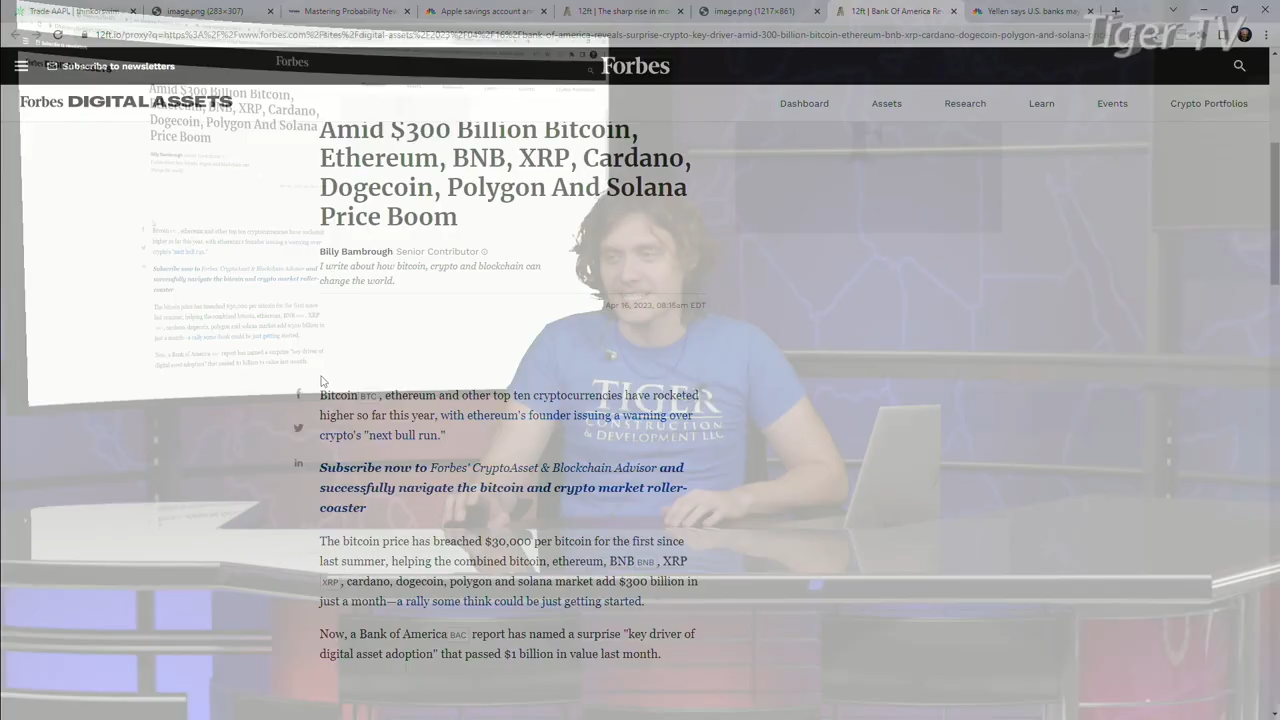 Trade AAPL | thinkorswim
image.png (283×307)
Mastering Probability
Apple savings account an
12ft | The sharp rise in mo
image.png (1217×861)
12ft | Bank Of America Re
Yellen says U.S. banks may
Tiger TV
12ft.io/proxy?q=https%3A%2F%2Fwww.forbes.com%2Fsites%2Fdigital-assets%2F2023%2F04%2F16%2Fbank-of-america-reveals-surprise-crypto-key-driver-amid-300-billion-bitcoin-ethereum-bnb-xrp-cardano-dogecoin-polygon-and-solana
Subscribe to newsletters
Forbes
Forbes
Forbes DIGITAL ASSETS
Dashboard Assets Research Learn Events Crypto Portfolios
Amid $300 Billion Bitcoin,
Ethereum, BNB, XRP, Cardano,
Dogecoin, Polygon And Solana
Price Boom
Amid $300 Billion Bitcoin,
Ethereum, BNB, XRP, Cardano,
Dogecoin, Polygon And Solana
Price Boom
Billy Bambrough Senior Contributor
I write about how bitcoin, crypto and blockchain can
change the world.
Apr 16, 2023, 08:15am EDT
TIGER
CONSTRUCTION
& DEVELOPMENT LLC
Bitcoin BTC , ethereum and other top ten cryptocurrencies have rocketed
higher so far this year, with ethereum's founder issuing a warning over
crypto's "next bull run."
Subscribe now to Forbes' CryptoAsset & Blockchain Advisor and
successfully navigate the bitcoin and crypto market roller-
coaster
The bitcoin price has breached $30,000 per bitcoin for the first since
last summer, helping the combined bitcoin, ethereum, BNB BNB , XRP
XRP , cardano, dogecoin, polygon and solana market add $300 billion in
just a month—a rally some think could be just getting started.
Now, a Bank of America BAC report has named a surprise "key driver of
digital asset adoption" that passed $1 billion in value last month.